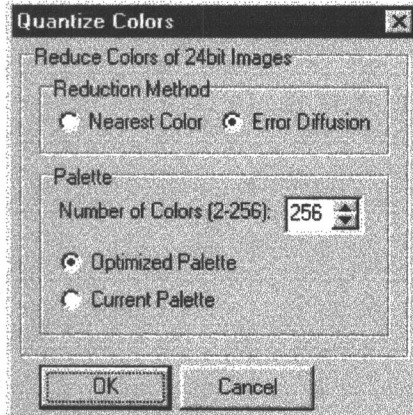 Quantize Colors
Reduce Colors of 24bit Images
Reduction Method
Nearest Color Error Diffusion
Palette
Number of Colors (2-256): 256
Optimized Palette
Current Palette
OK Cancel